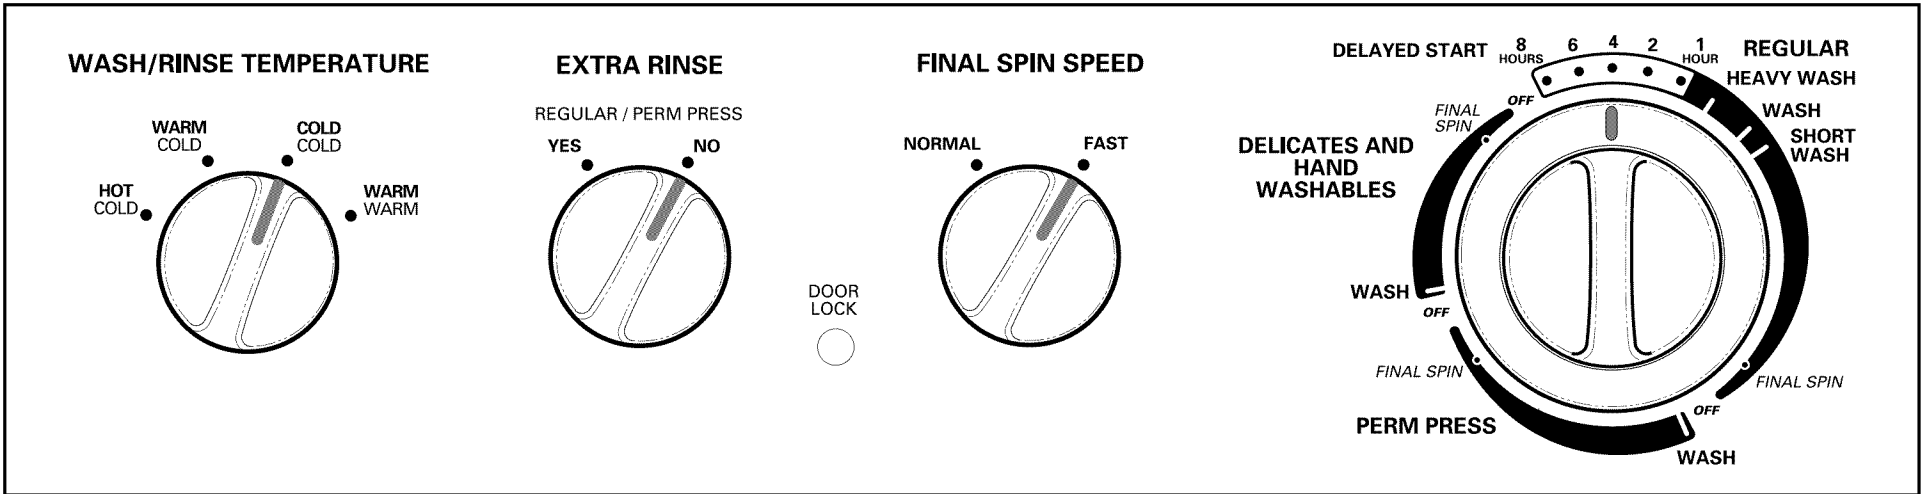 WASH/RINSE TEMPERATURE
WARM
COLD
COLD
COLD
HOT
COLD
WARM
WARM
EXTRA RINSE
REGULAR / PERM PRESS
YES
NO
DOOR
LOCK
FINAL SPIN SPEED
NORMAL
FAST
DELAYED START
8
HOURS
6
4
2
1
HOUR
REGULAR
HEAVY WASH
WASH
SHORT
WASH
FINAL SPIN
OFF
DELICATES AND
HAND
WASHABLES
OFF
FINAL
SPIN
WASH
OFF
FINAL SPIN
PERM PRESS
WASH